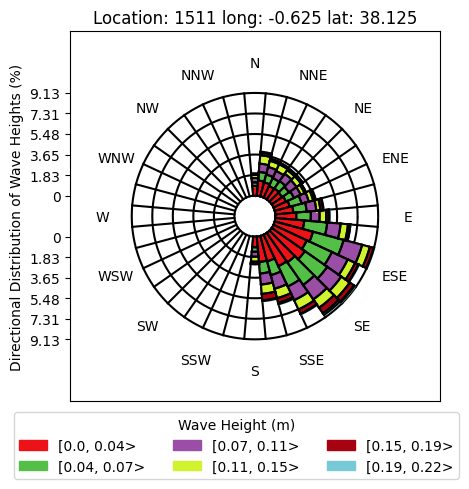 Location: 1511 long: -0.625 lat: 38.125
N
NNW
NNE
NW
NE
WNW
ENE
W
E
WSW
ESE
SW
SE
SSW
SSE
S
9.13
7.31
5.48
3.65
1.83
0
0
1.83
3.65
5.48
7.31
9.13
Directional Distribution of Wave Heights (%)
Wave Height (m)
[0.0, 0.04> [0.07, 0.11> [0.15, 0.19>
[0.04, 0.07> [0.11, 0.15> [0.19, 0.22>